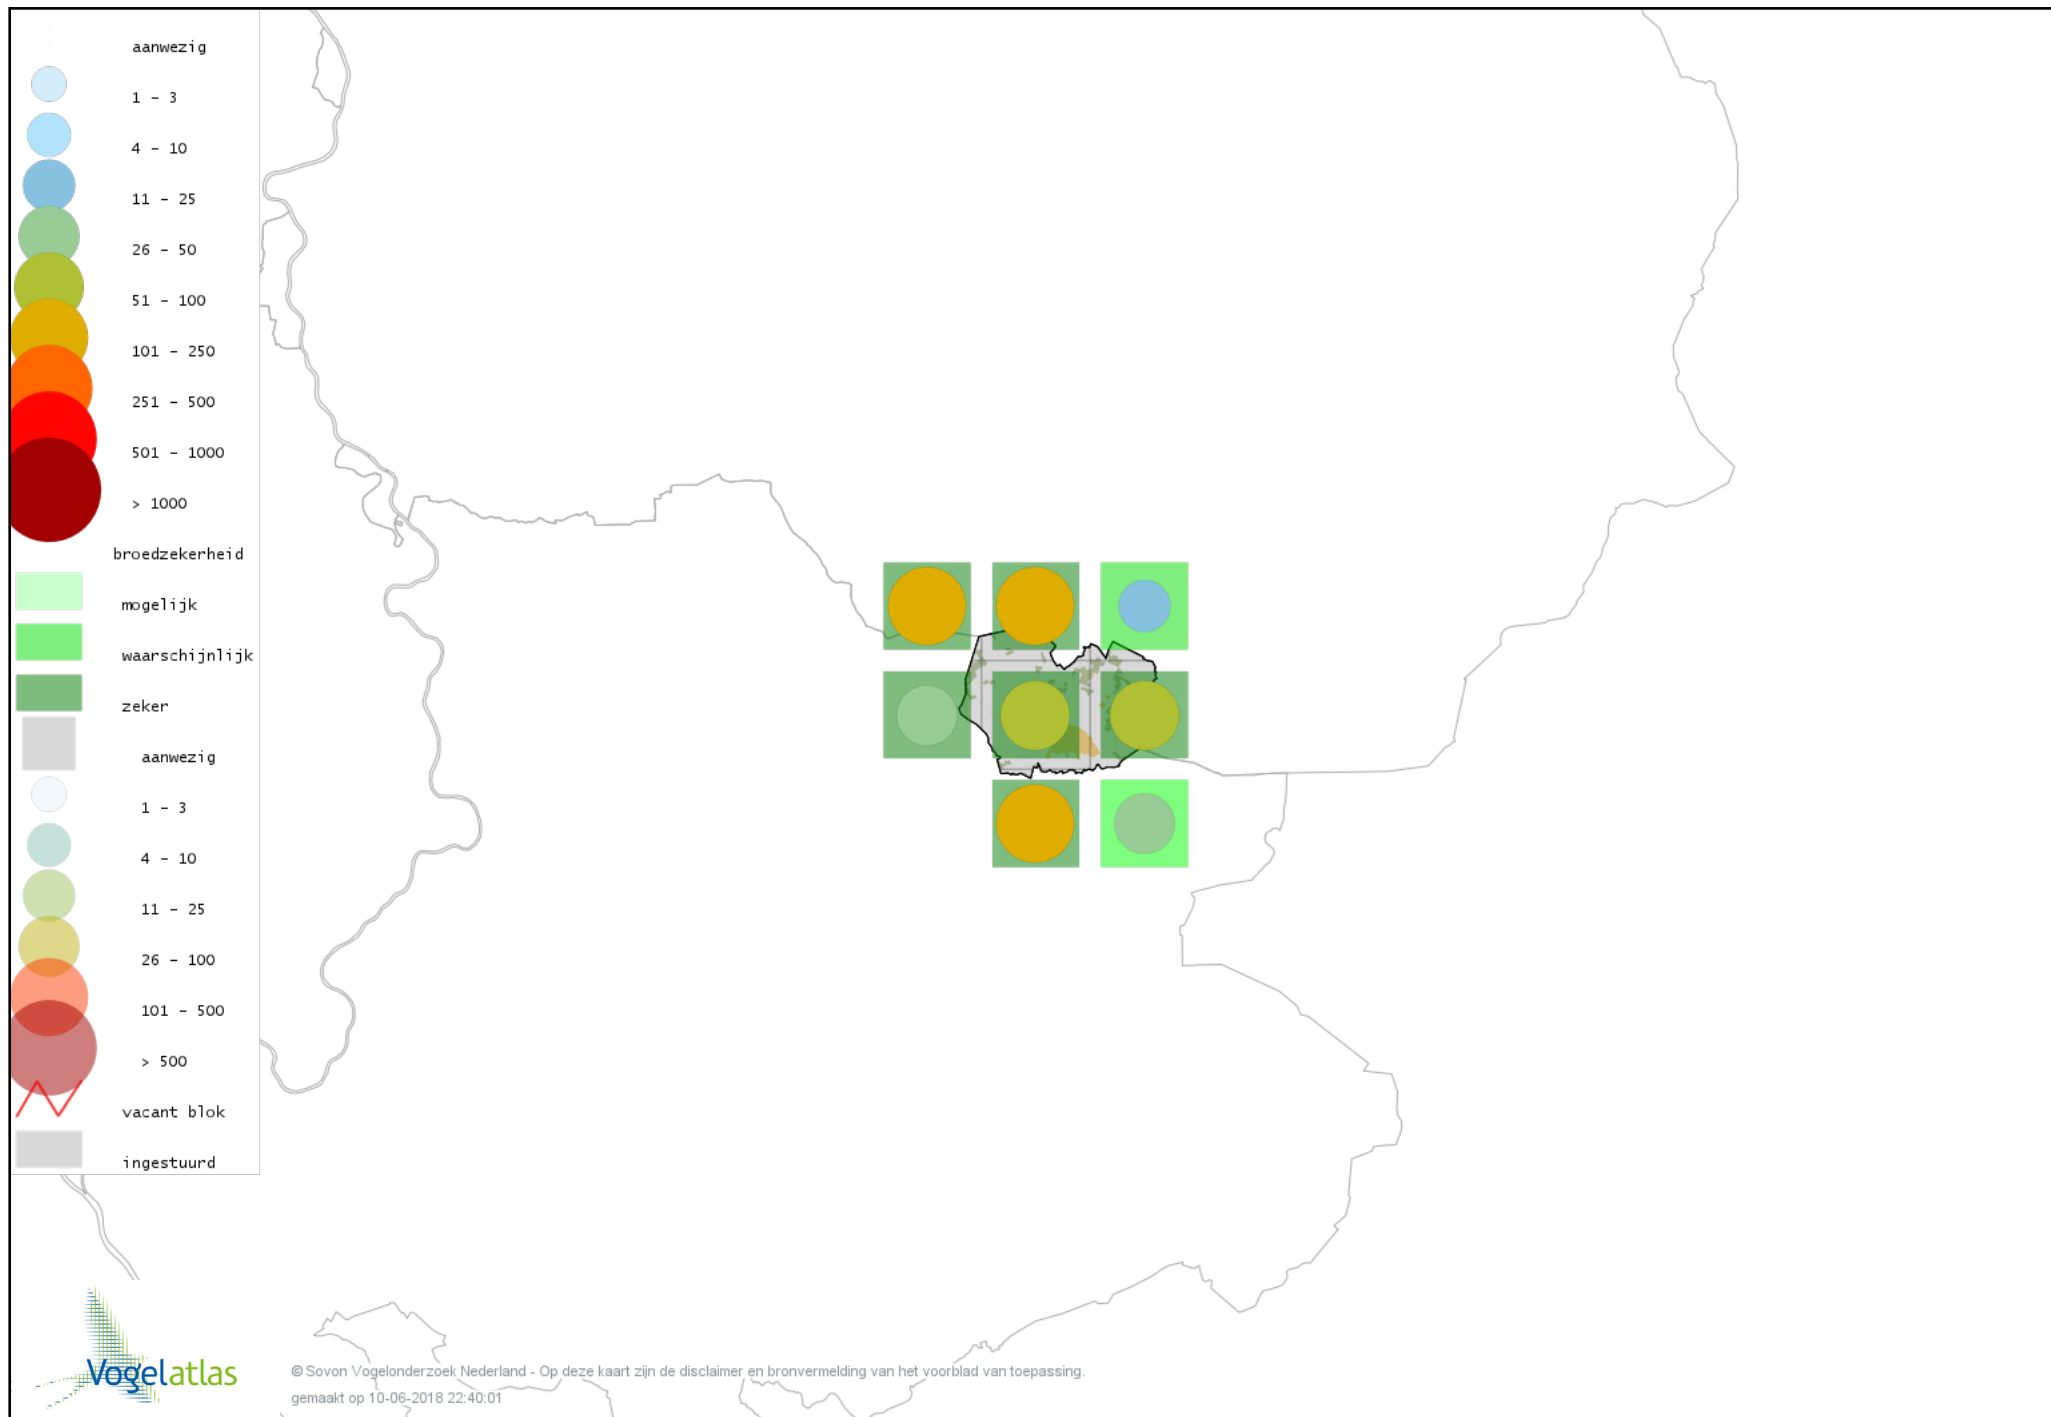 aanwezig
1 - 3
4 - 10
11 - 25
26 - 50
51 - 100
101 - 250
251 - 500
501 - 1000
> 1000
broedzekerheid
mogelijk
waarschijnlijk
zeker
aanwezig
1 - 3
4 - 10
11 - 25
26 - 100
101 - 500
> 500
vacant blok
ingestuurd
Vogelatlas
© Sovon Vogelonderzoek Nederland - Op deze kaart zijn de disclaimer en bronvermelding van het voorblad van toepassing.
gemaakt op 10-06-2018 22:40:01